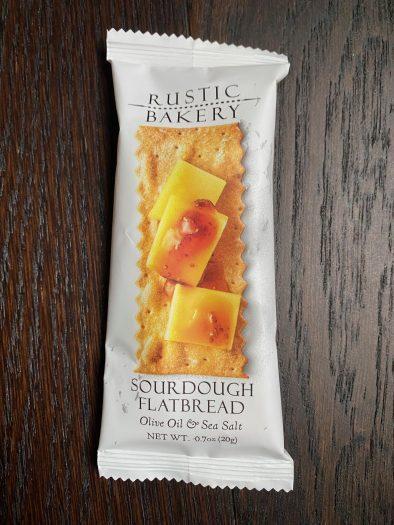 RUSTIC
BAKERY
SOURDOUGH
FLATBREAD
Olive Oil & Sea Salt
NET WT. 0.7oz (20g)